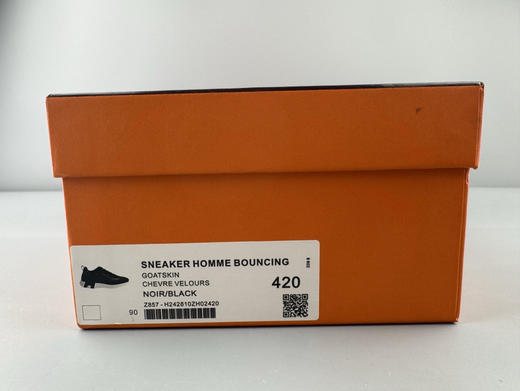 SNEAKER HOMME BOUNCING
GOATSKIN
CHEVRE VELOURS
NOIR/BLACK
420
Z857 - H242810ZH02420
90